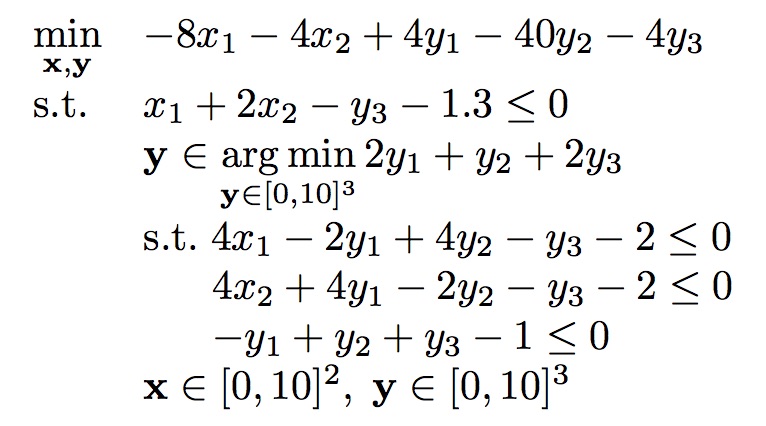 min −8x₁ − 4x₂ + 4y₁ − 40y₂ − 4y₃
x,y
s.t. x₁ + 2x₂ − y₃ − 1.3 ≤ 0
y ∈ arg min 2y₁ + y₂ + 2y₃
y∈[0,10]³
s.t. 4x₁ − 2y₁ + 4y₂ − y₃ − 2 ≤ 0
4x₂ + 4y₁ − 2y₂ − y₃ − 2 ≤ 0
−y₁ + y₂ + y₃ − 1 ≤ 0
x ∈ [0, 10]², y ∈ [0, 10]³